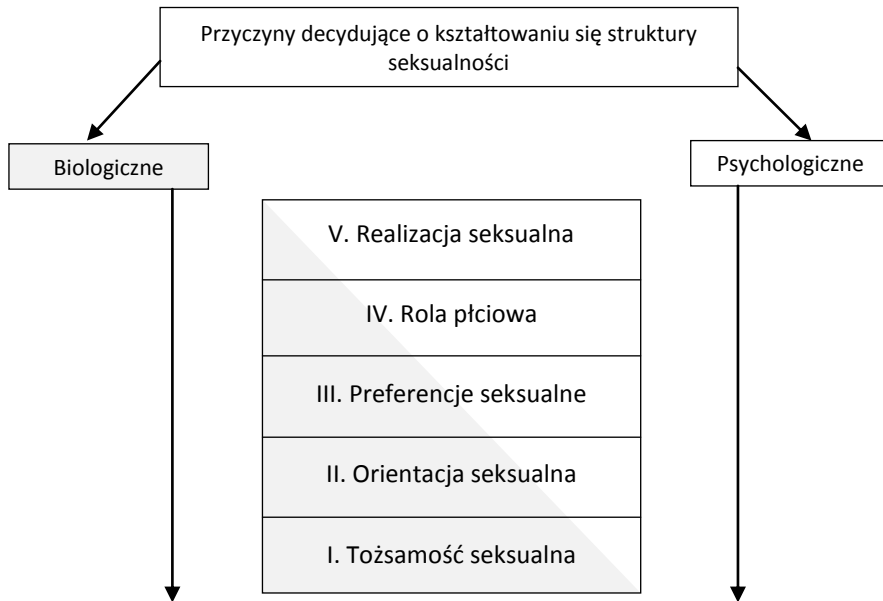 Przyczyny decydujące o kształtowaniu się struktury
seksualności
Biologiczne
Psychologiczne
V. Realizacja seksualna
IV. Rola płciowa
III. Preferencje seksualne
II. Orientacja seksualna
I. Tożsamość seksualna